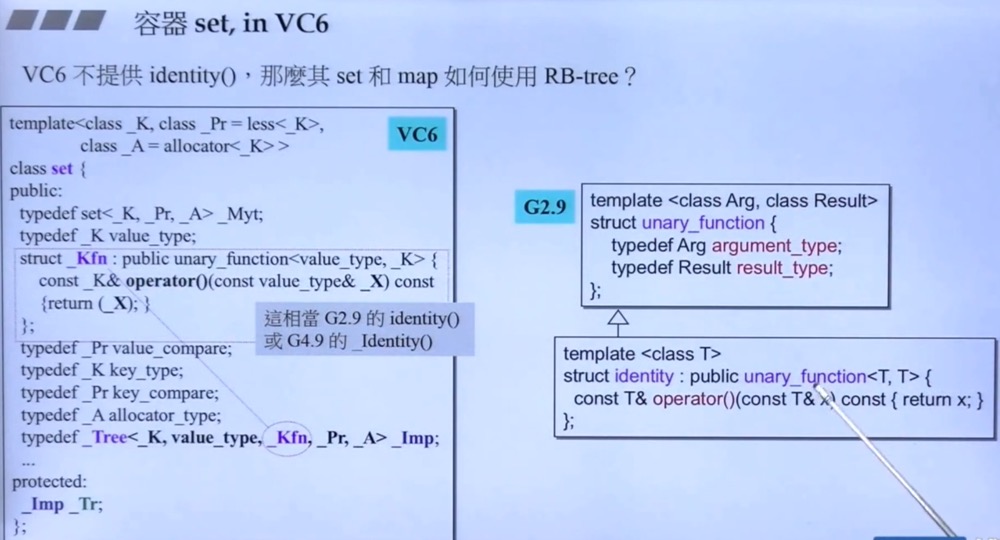 容器 set, in VC6
VC6 不提供 identity()，那麼其 set 和 map 如何使用 RB-tree？
template<class _K, class _Pr = less<_K>,
class _A = allocator<_K> >
class set {
public:
typedef set<_K, _Pr, _A> _Myt;
typedef _K value_type;
struct _Kfn : public unary_function<value_type, _K> {
const _K& operator()(const value_type& _X) const
{return (_X); }
};
typedef _Pr value_compare;
typedef _K key_type;
typedef _Pr key_compare;
typedef _A allocator_type;
typedef _Tree<_K, value_type, _Kfn, _Pr, _A> _Imp;
...
protected:
_Imp _Tr;
};
VC6
這相當 G2.9 的 identity()
或 G4.9 的 _Identity()
G2.9
template <class Arg, class Result>
struct unary_function {
typedef Arg argument_type;
typedef Result result_type;
};
template <class T>
struct identity : public unary_function<T, T> {
const T& operator()(const T& x) const { return x; }
};